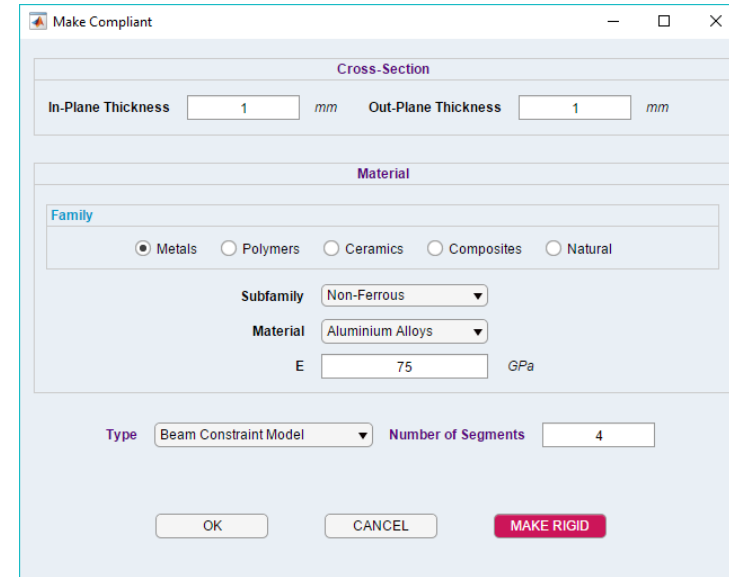 Make Compliant
Cross-Section
In-Plane Thickness 1 mm Out-Plane Thickness 1 mm
Material
Family
Metals Polymers Ceramics Composites Natural
Subfamily Non-Ferrous
Material Aluminium Alloys
E 75 GPa
Type Beam Constraint Model Number of Segments 4
OK CANCEL MAKE RIGID